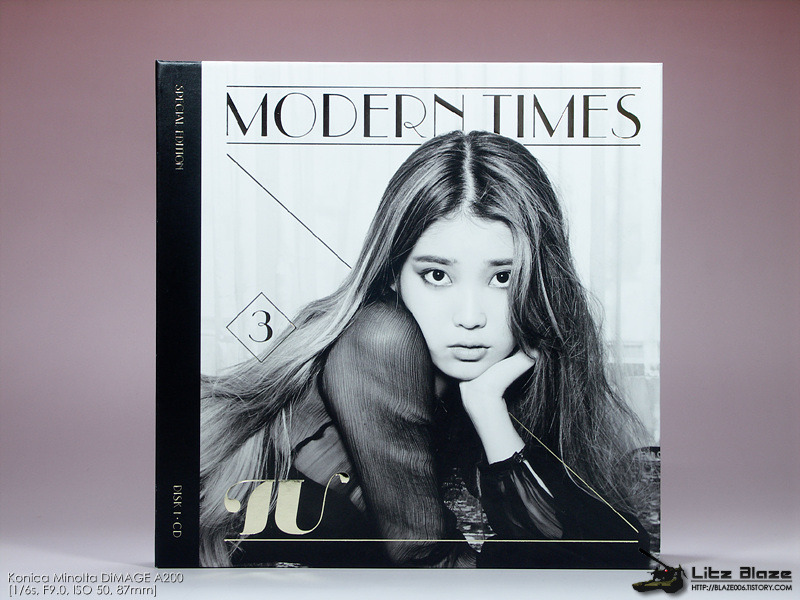 SPECIAL EDITION
MODERN TIMES
3
IU
DISK 1 · CD
Konica Minolta DiMAGE A200
[1/6s, F9.0, ISO 50, 87mm]
Litz Blaze
HTTP://BLAZE006.TISTORY.COM